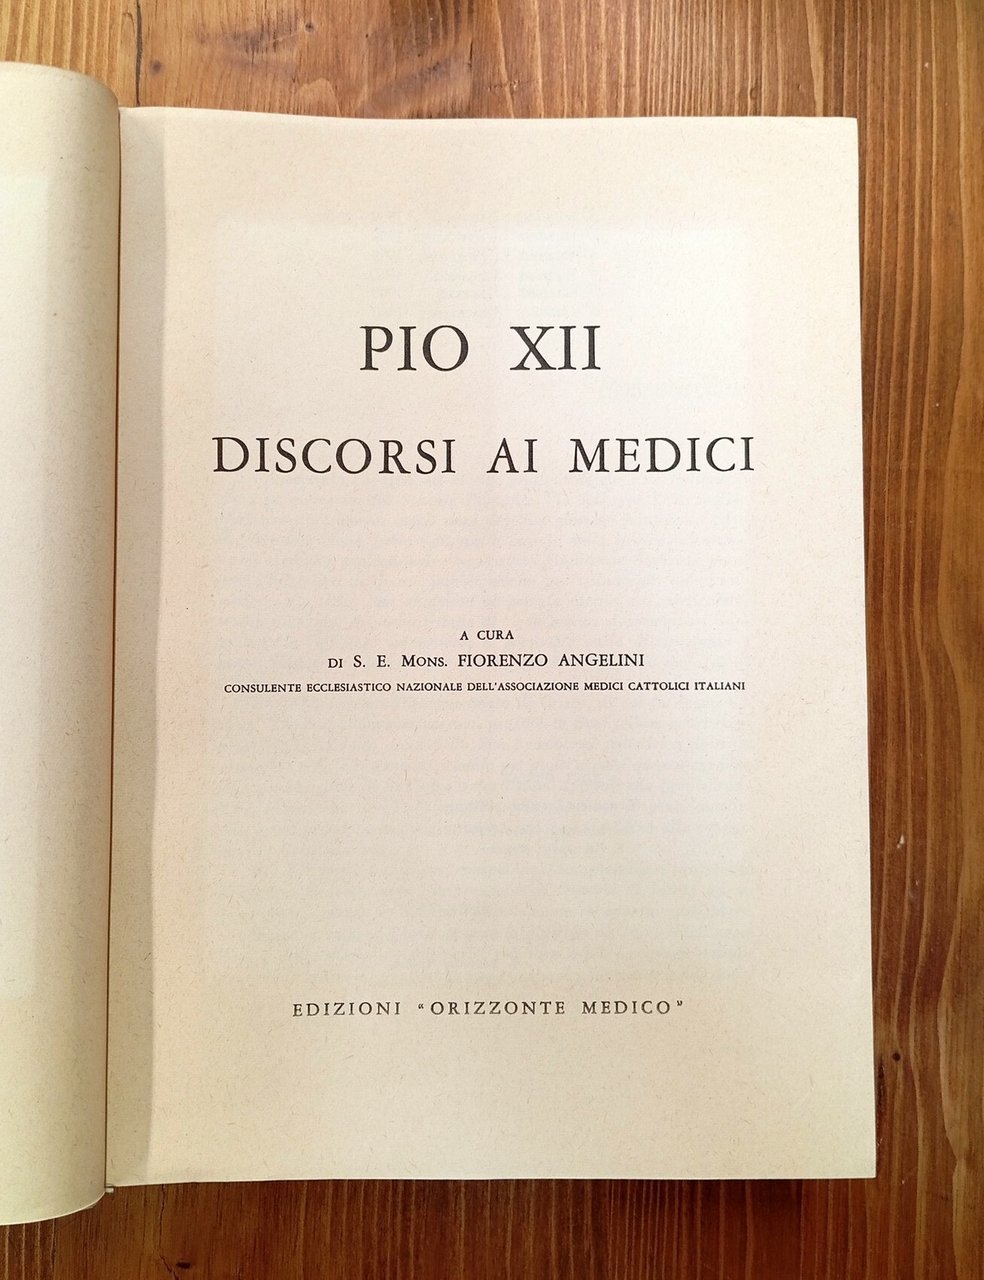 PIO XII
DISCORSI AI MEDICI
A CURA
DI S. E. MONS. FIORENZO ANGELINI
CONSULENTE ECCLESIASTICO NAZIONALE DELL'ASSOCIAZIONE MEDICI CATTOLICI ITALIANI
EDIZIONI “ORIZZONTE MEDICO”